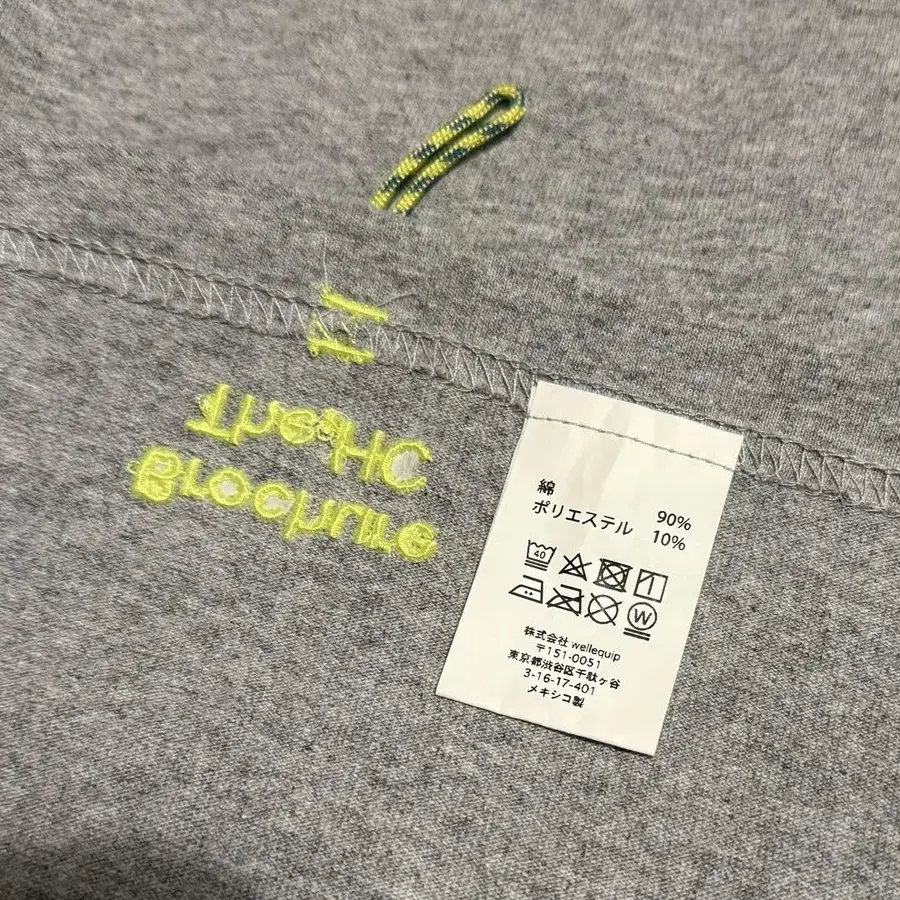 綿 90%
ポリエステル 10%
40
W
株式会社 wellequip
〒151-0051
東京都渋谷区千駄ヶ谷
3-16-17-401
メキシコ製